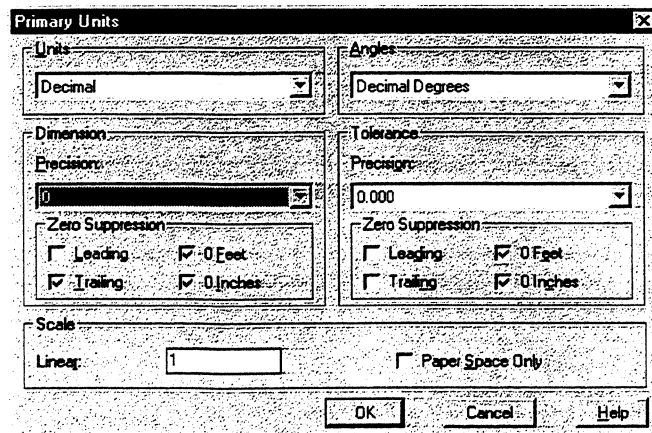 Primary Units
Units
Angles
Decimal
Decimal Degrees
Dimension
Tolerance
Precision:
Precision:
0
0.000
Zero Suppression
Zero Suppression
Leading
0 Feet
Leading
0 Feet
Trailing
0 Inches
Trailing
0 Inches
Scale
Linear:
1
Paper Space Only
OK
Cancel
Help